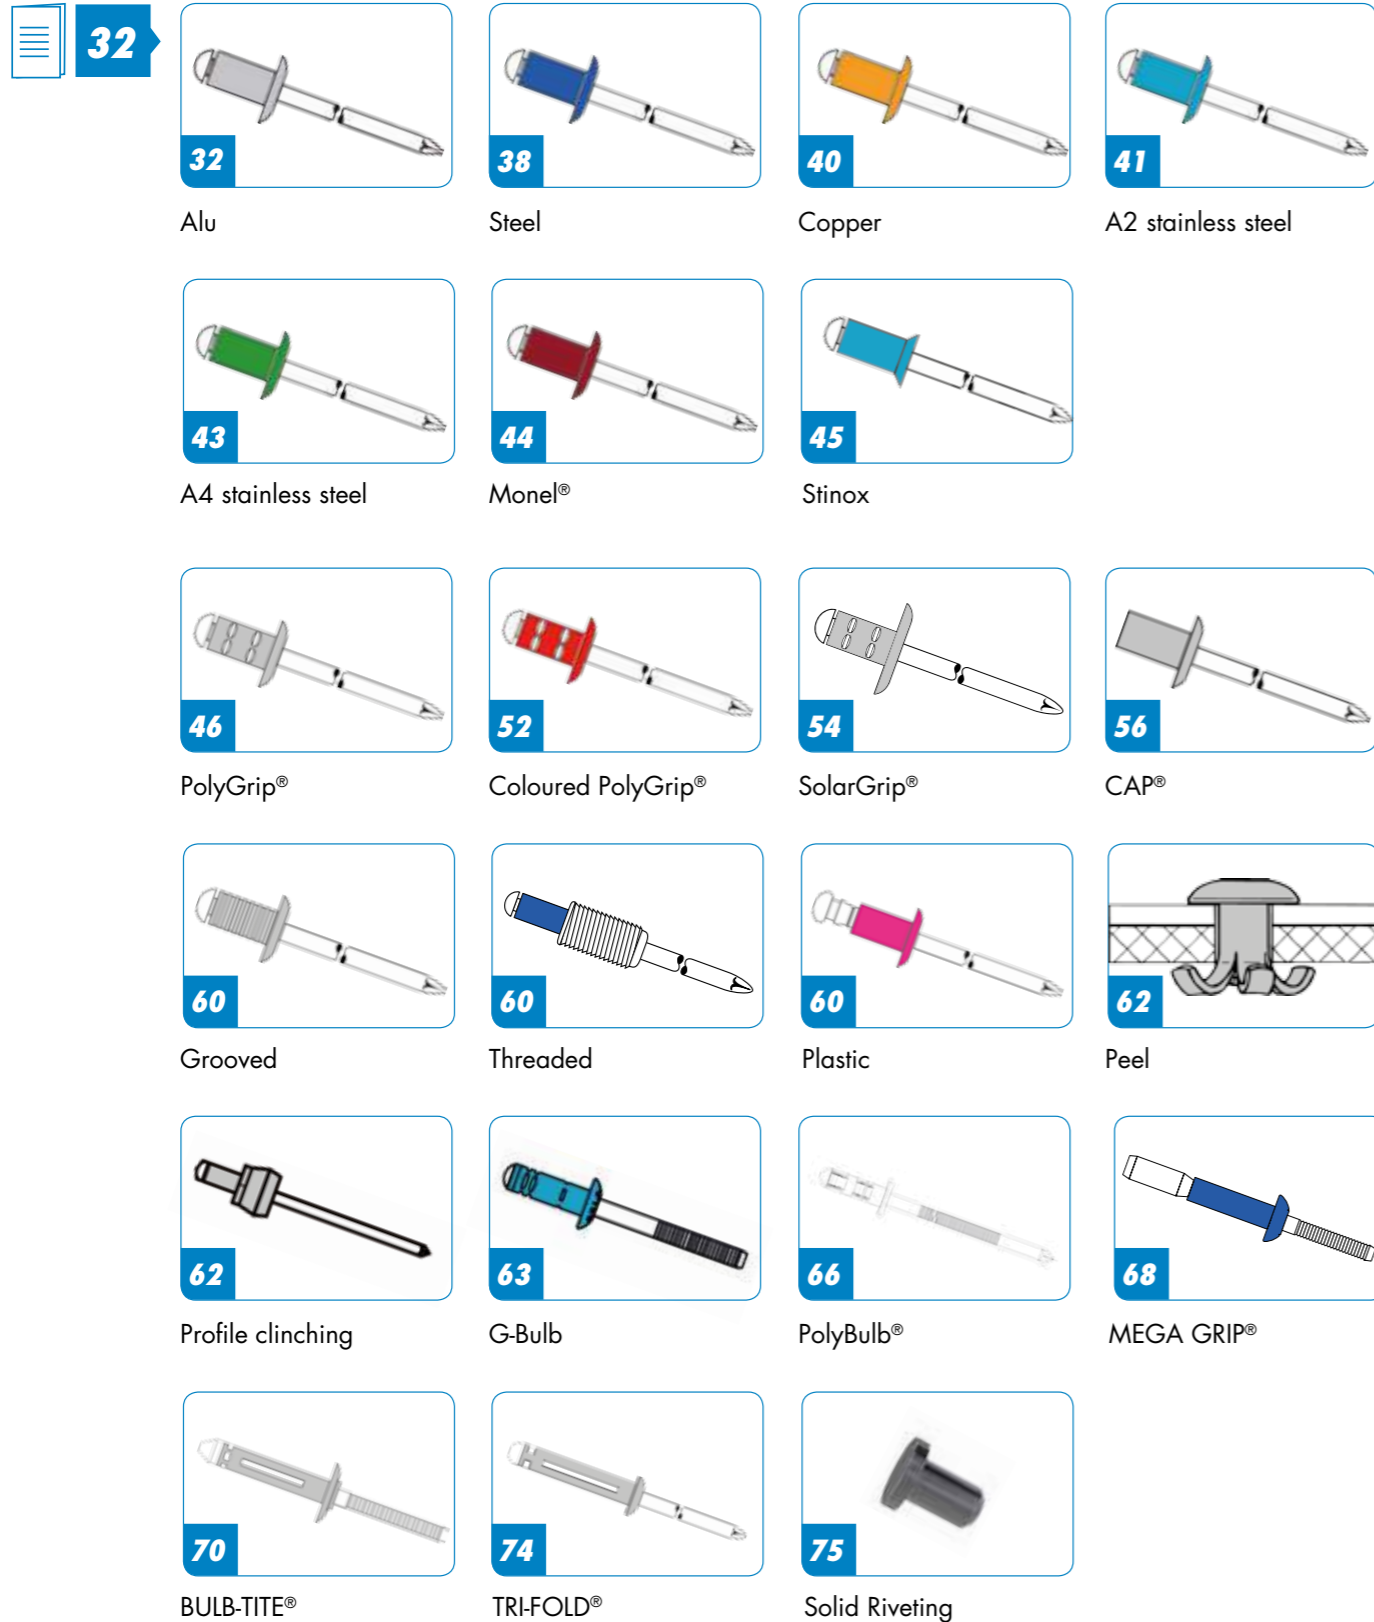 32
32 38 40 41
Alu Steel Copper A2 stainless steel
43 44 45
A4 stainless steel Monel® Stinox
46 52 54 56
PolyGrip® Coloured PolyGrip® SolarGrip® CAP®
60 60 60 62
Grooved Threaded Plastic Peel
62 63 66 68
Profile clinching G-Bulb PolyBulb® MEGA GRIP®
70 74 75
BULB-TITE® TRI-FOLD® Solid Riveting